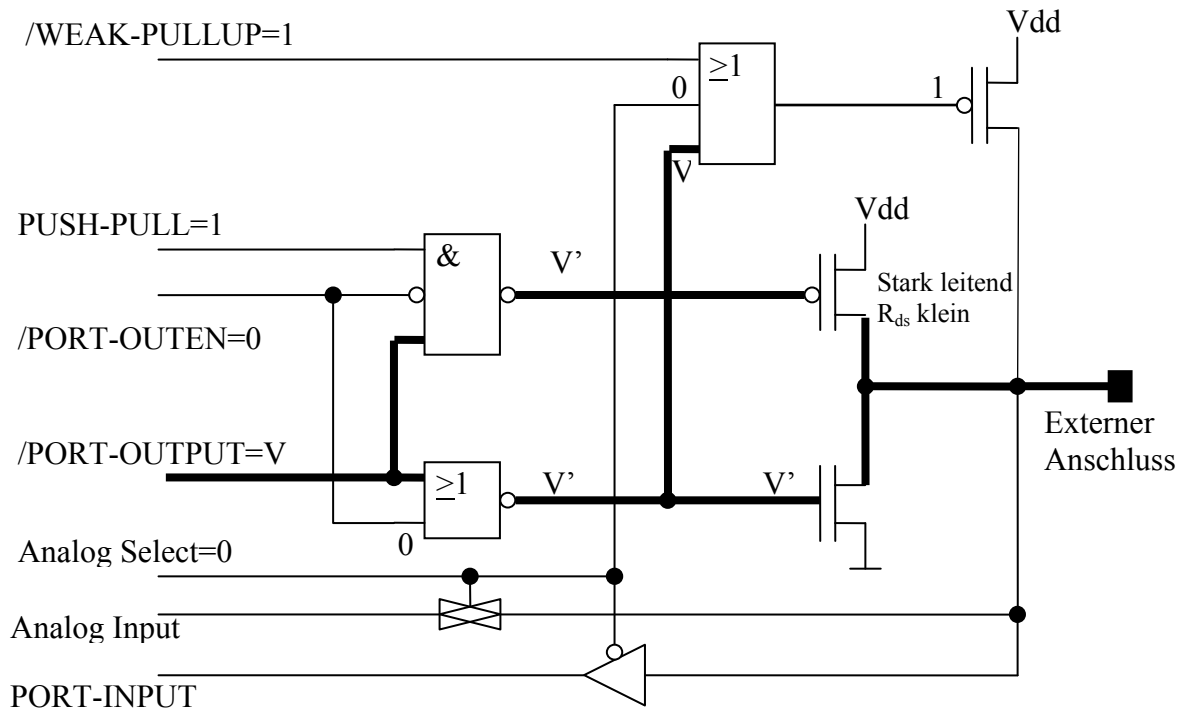 /WEAK-PULLUP=1
Vdd
≥1
0
1
V
PUSH-PULL=1
Vdd
&
V’
Stark leitend
Rds klein
/PORT-OUTEN=0
Externer
Anschluss
/PORT-OUTPUT=V
≥1
V’
V’
0
Analog Select=0
Analog Input
PORT-INPUT